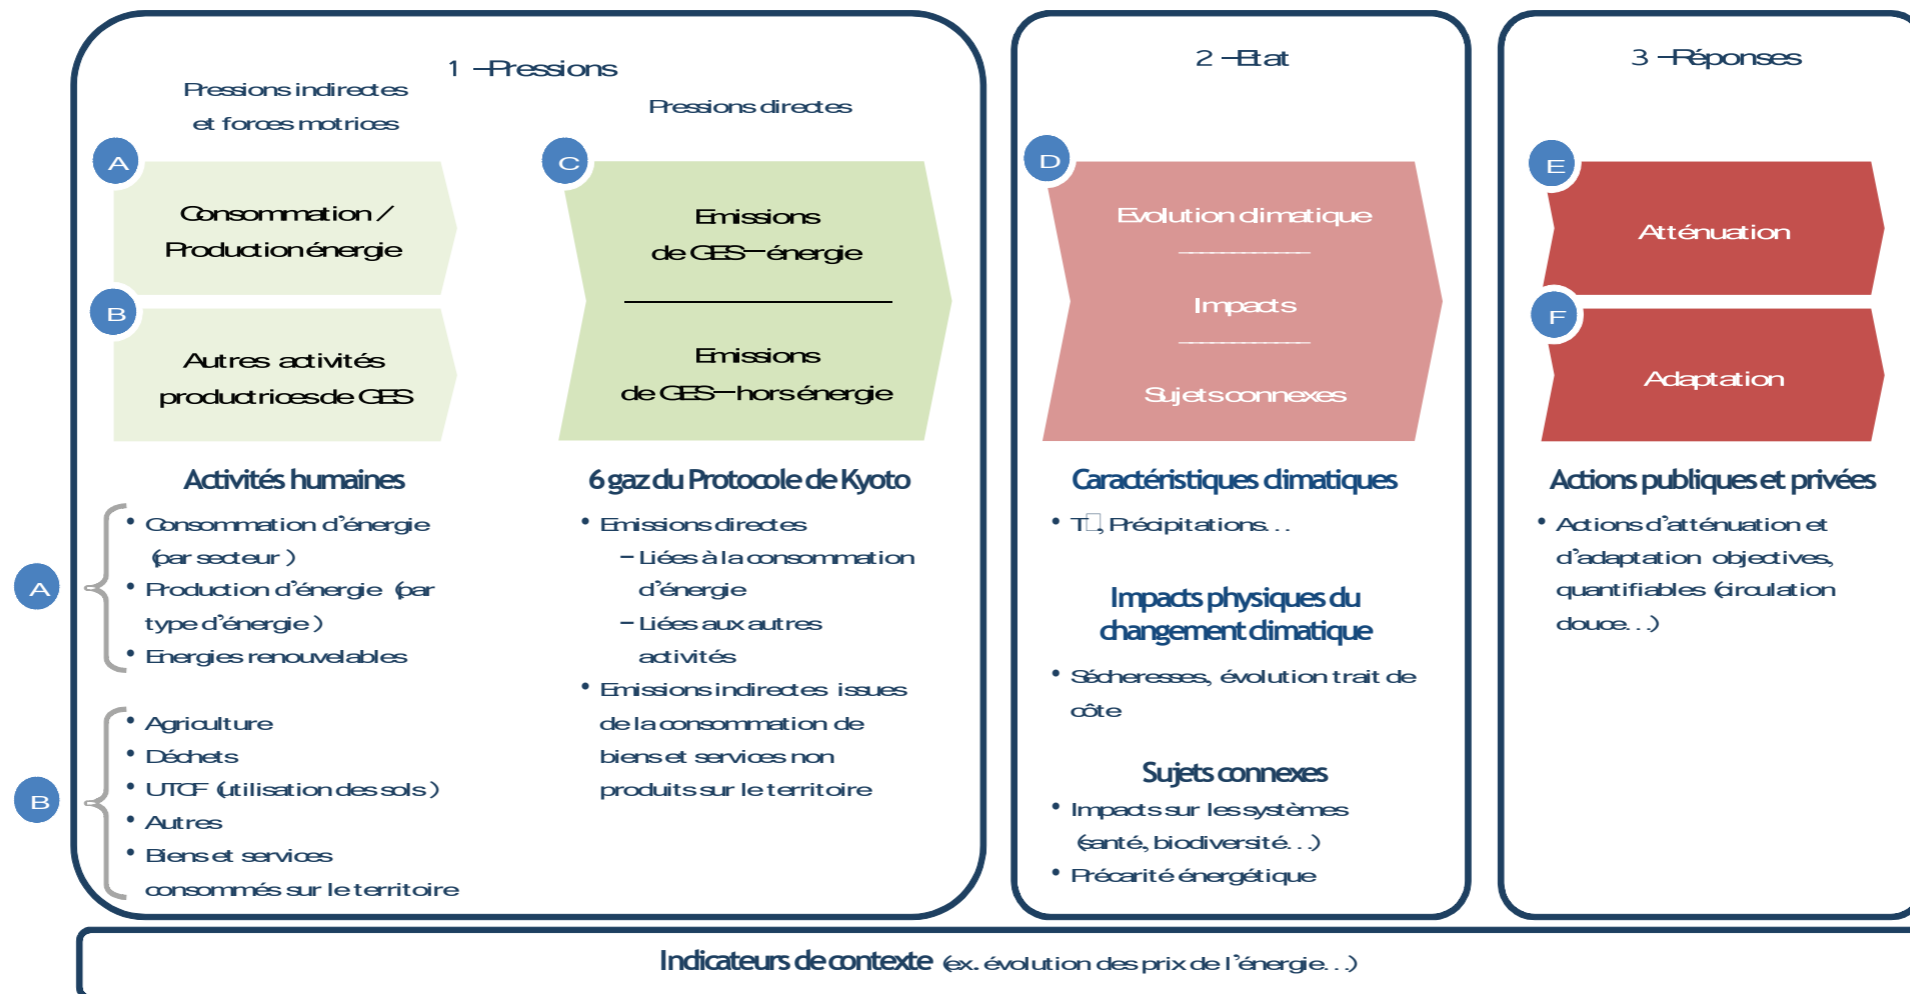 1 –Pressions
Pressions indirectes
et forces motrices
Pressions directes
A
Consommation /
Production énergie
B
Autres activités
productrices de GES
C
Emissions
de GES – énergie
Emissions
de GES – hors énergie
Activités humaines
A
• Consommation d’énergie
(par secteur)
• Production d’énergie (par
type d’énergie)
• Energies renouvelables
B
• Agriculture
• Déchets
• UTCF (utilisation des sols)
• Autres
• Biens et services
consommés sur le territoire
6 gaz du Protocole de Kyoto
• Emissions directes
– Liées à la consommation
d’énergie
– Liées aux autres
activités
• Emissions indirectes issues
de la consommation de
biens et services non
produits sur le territoire
2 –Etat
D
Evolution climatique
Impacts
Sujets connexes
Caractéristiques climatiques
• T□, Précipitations…
Impacts physiques du
changement climatique
• Sécheresses, évolution trait de
côte
Sujets connexes
• Impacts sur les systèmes
(santé, biodiversité…)
• Précarité énergétique
3 –Réponses
E
Atténuation
F
Adaptation
Actions publiques et privées
• Actions d’atténuation et
d’adaptation objectives,
quantifiables (circulation
douce…)
Indicateurs de contexte (ex. évolution des prix de l’énergie…)